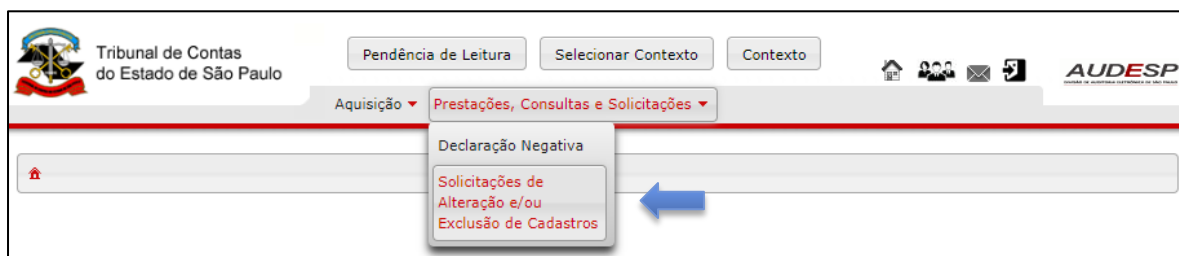 Tribunal de Contas
do Estado de São Paulo
Pendência de Leitura
Selecionar Contexto
Contexto
AUDESP
Aquisição
Prestações, Consultas e Solicitações
Declaração Negativa
Solicitações de
Alteração e/ou
Exclusão de Cadastros